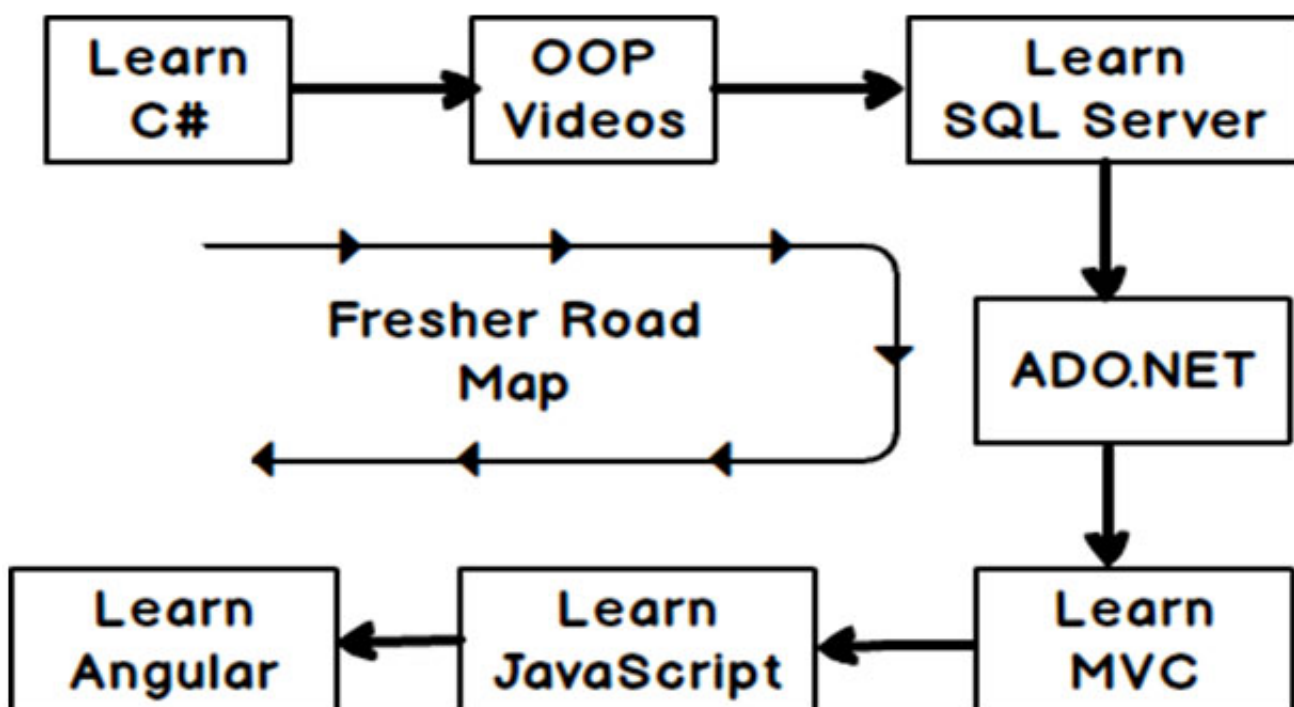 Learn
C#
OOP
Videos
Learn
SQL Server
Fresher Road
Map
ADO.NET
Learn
Angular
Learn
JavaScript
Learn
MVC